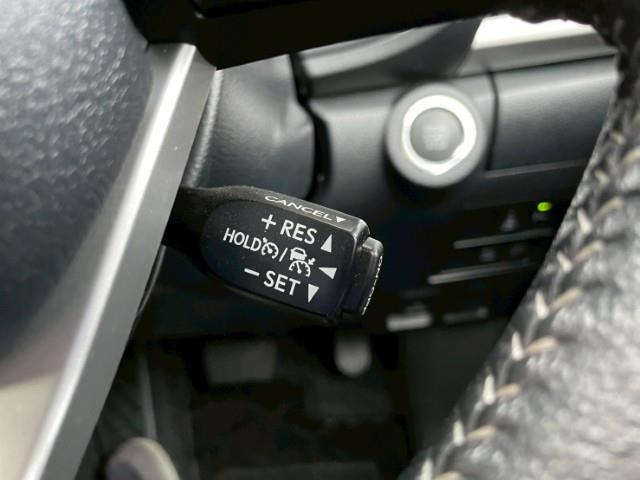 CANCEL▼
+ RES ▲
HOLD / ◀
− SET ▼